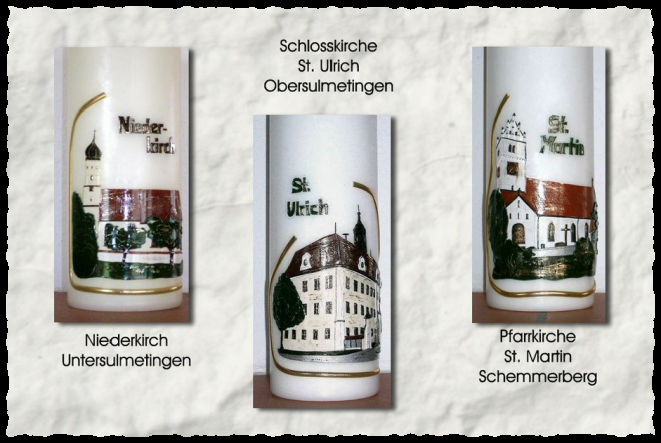 Schlosskirche
St. Ulrich
Obersulmetingen
Nieder-
kirch
St.
Ulrich
St.
Martin
Niederkirch
Untersulmetingen
Pfarrkirche
St. Martin
Schemmerberg